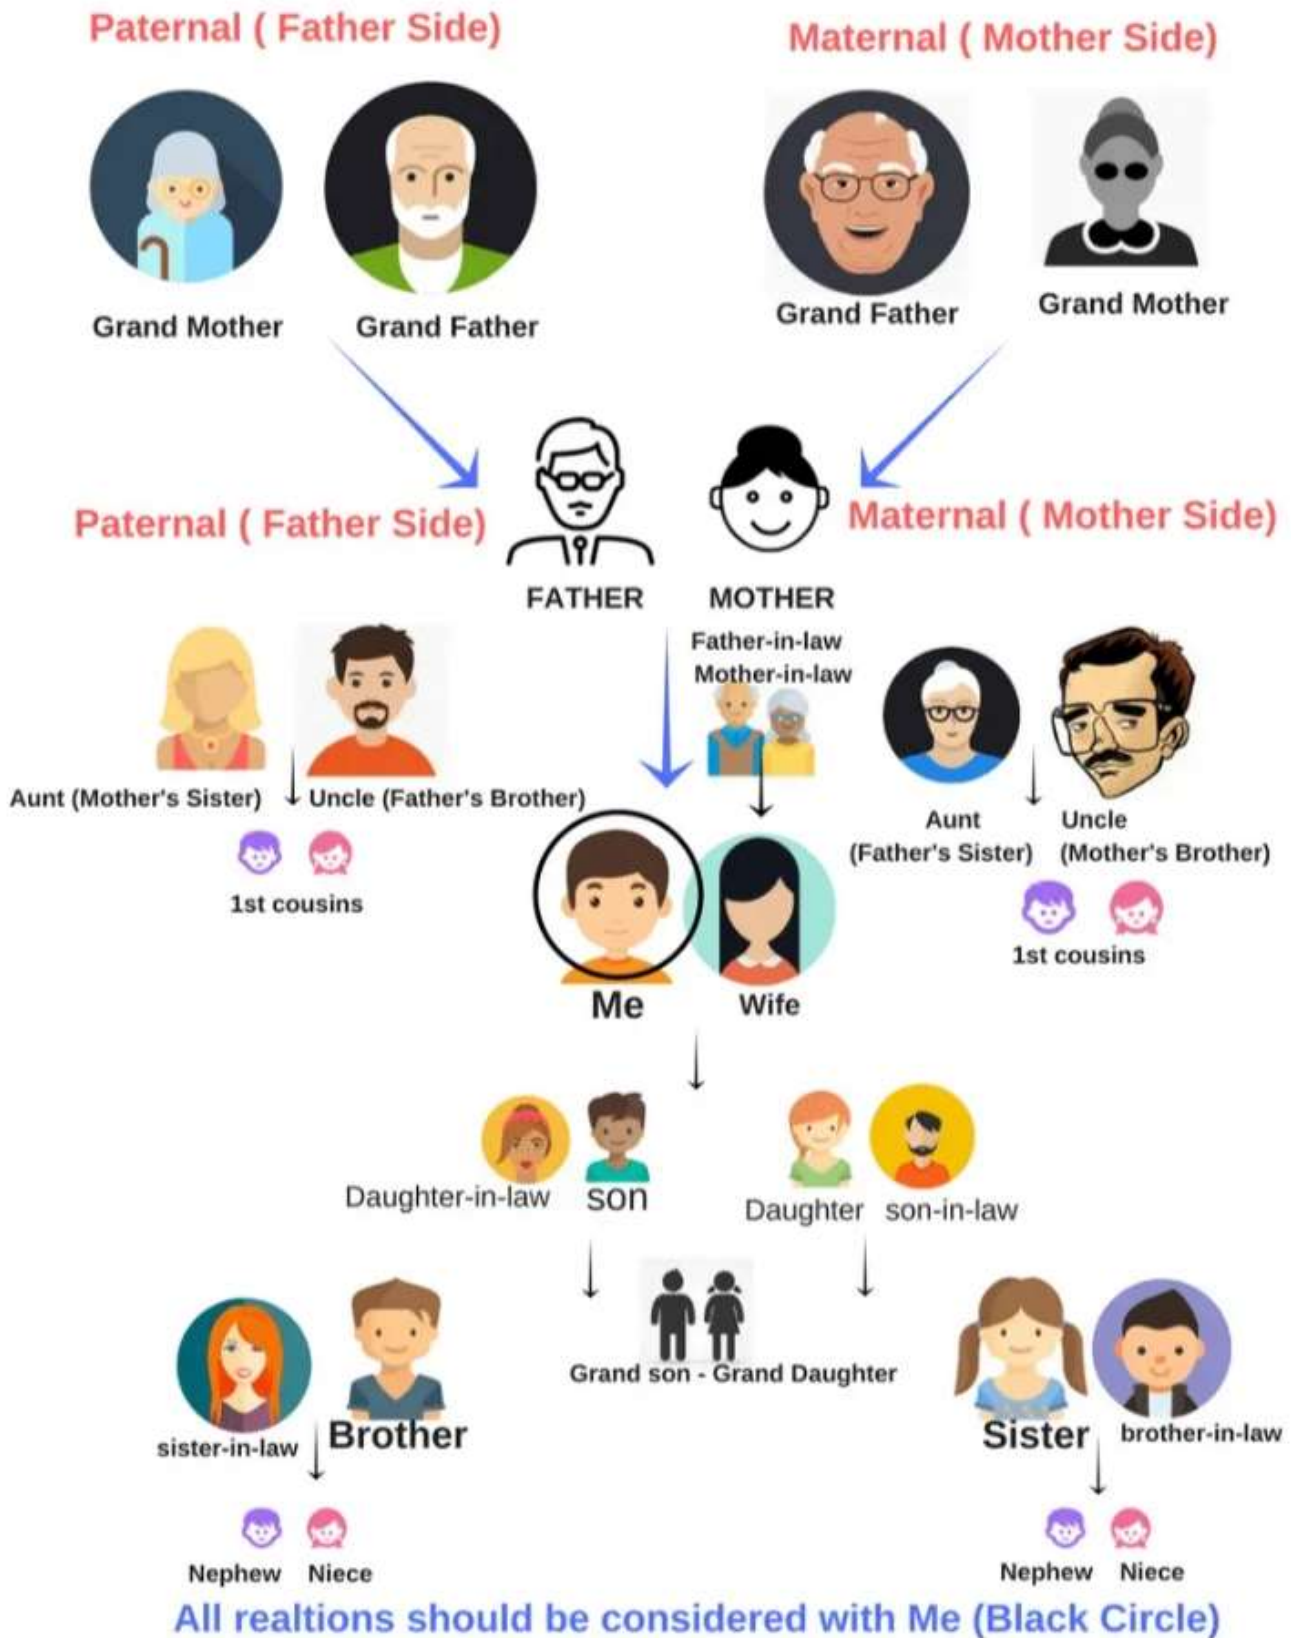 Paternal ( Father Side)
Maternal ( Mother Side)
Grand Mother
Grand Father
Grand Father
Grand Mother
Paternal ( Father Side)
Maternal ( Mother Side)
FATHER
MOTHER
Father-in-law
Mother-in-law
Aunt (Mother's Sister)
Uncle (Father's Brother)
1st cousins
Aunt
(Father's Sister)
Uncle
(Mother's Brother)
1st cousins
Me
Wife
Daughter-in-law
son
Daughter
son-in-law
Grand son - Grand Daughter
sister-in-law
Brother
Sister
brother-in-law
Nephew
Niece
Nephew
Niece
All realtions should be considered with Me (Black Circle)